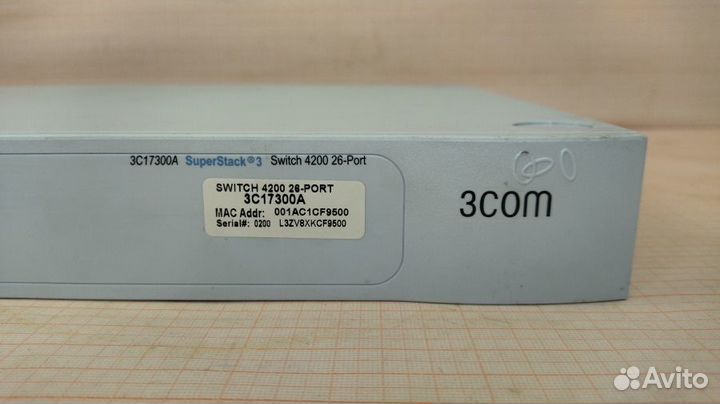 3C17300A SuperStack®3 Switch 4200 26-Port
SWITCH 4200 26-PORT
3C17300A
MAC Addr: 001AC1CF9500
Serial#: 0200 L3ZV8XKCF9500
3com
60
Avito